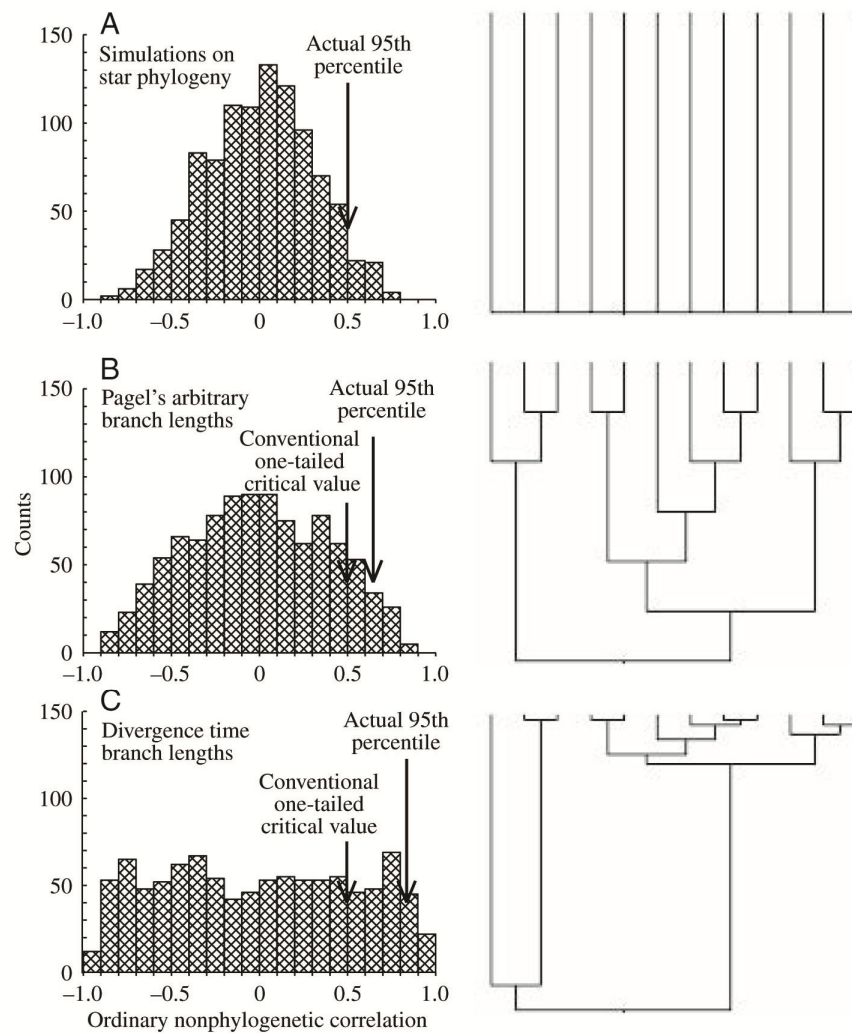 A
Simulations on
star phylogeny
Actual 95th
percentile
150
100
50
0
−1.0 −0.5 0 0.5 1.0
B
Pagel's arbitrary
branch lengths
Actual 95th
percentile
Conventional
one-tailed
critical value
150
100
50
0
−1.0 −0.5 0 0.5 1.0
Counts
C
Divergence time
branch lengths
Actual 95th
percentile
Conventional
one-tailed
critical value
150
100
50
0
−1.0 −0.5 0 0.5 1.0
Ordinary nonphylogenetic correlation